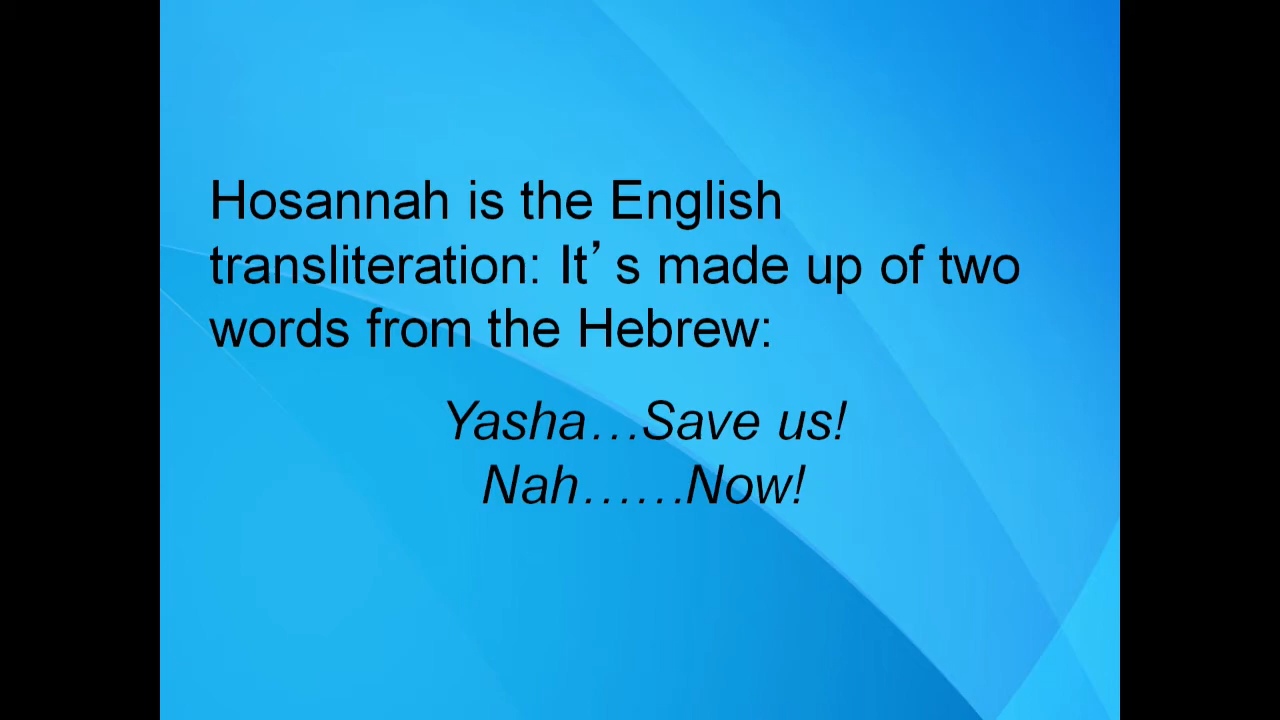 Hosannah is the English
transliteration: It’s made up of two
words from the Hebrew:
Yasha…Save us!
Nah……Now!